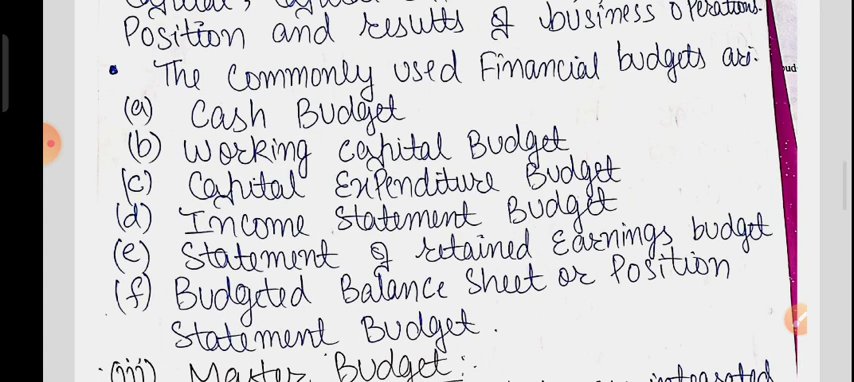 Position and results of business operations.
• The commonly used Financial budgets are:
(a) Cash Budget
(b) Working capital Budget
(c) Capital Expenditure Budget
(d) Income Statement Budget
(e) Statement of retained Earnings budget
(f) Budgeted Balance Sheet or Position
Statement Budget.
(iii) Master Budget:
integrated